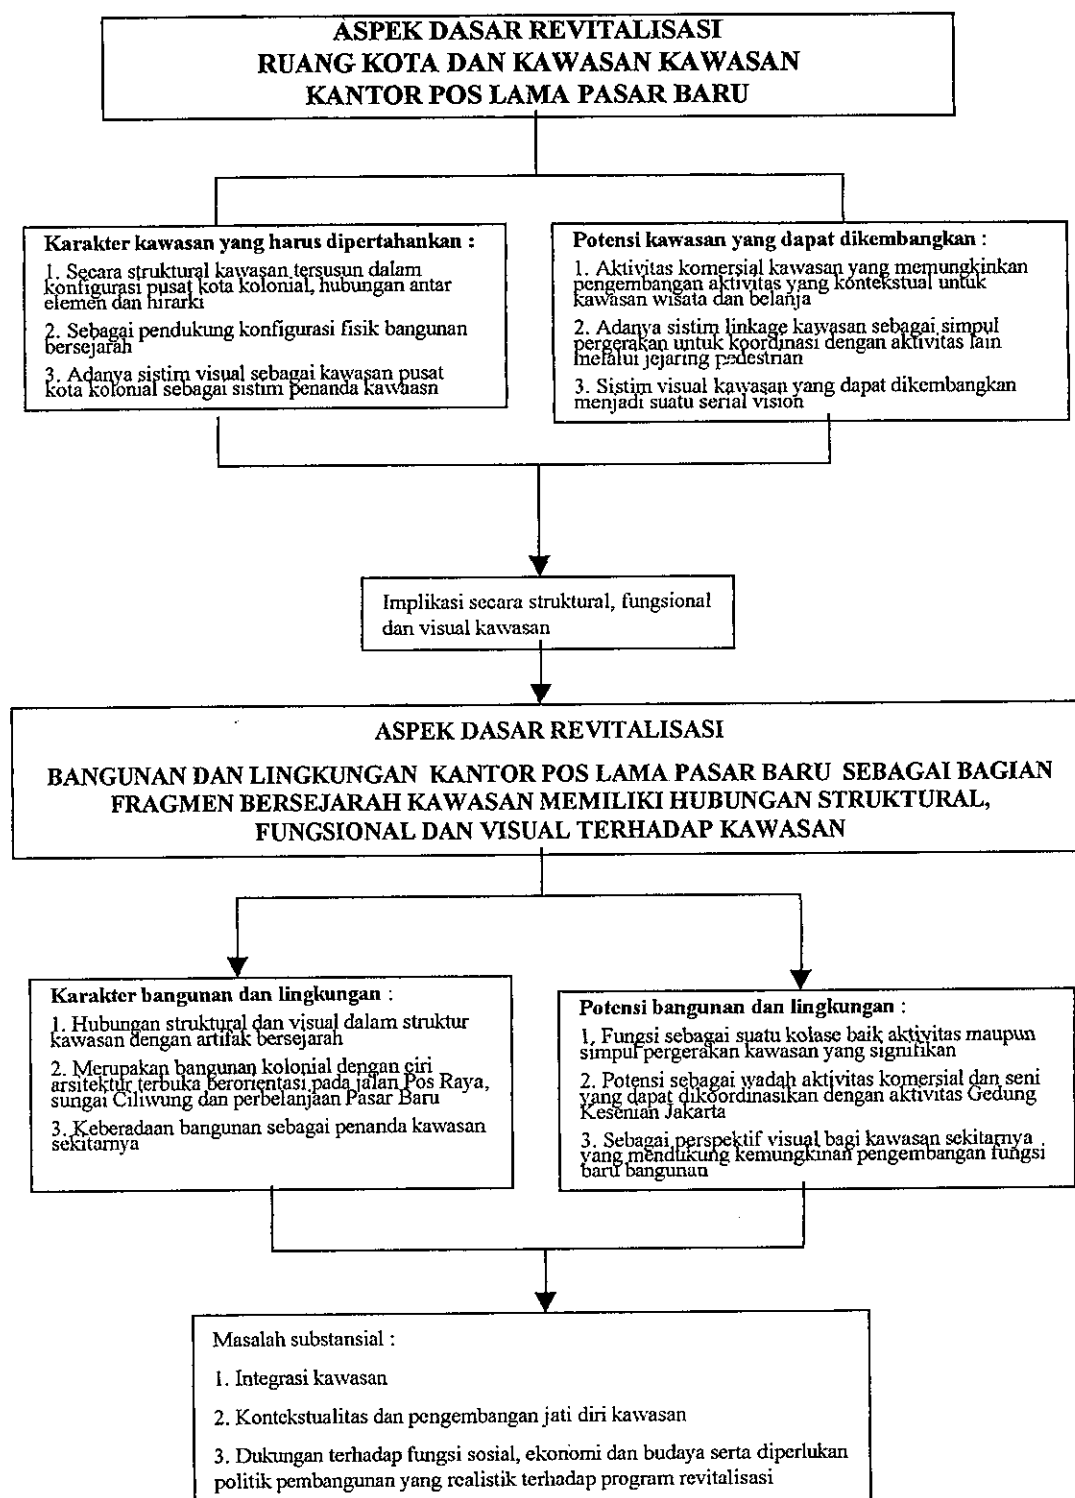 ASPEK DASAR REVITALISASI
RUANG KOTA DAN KAWASAN KAWASAN
KANTOR POS LAMA PASAR BARU
Karakter kawasan yang harus dipertahankan :
1. Secara struktural kawasan tersusun dalam
konfigurasi pusat kota kolonial, hubungan antar
elemen dan hirarki
2. Sebagai pendukung konfigurasi fisik bangunan
bersejarah
3. Adanya sistim visual sebagai kawasan pusat
kota kolonial sebagai sistim penanda kawaasn
Potensi kawasan yang dapat dikembangkan :
1. Aktivitas komersial kawasan yang memungkinkan
pengembangan aktivitas yang kontekstual untuk
kawasan wisata dan belanja
2. Adanya sistim linkage kawasan sebagai simpul
pergerakan untuk koordinasi dengan aktivitas lain
melalui jejaring pedestrian
3. Sistim visual kawasan yang dapat dikembangkan
menjadi suatu serial vision
Implikasi secara struktural, fungsional
dan visual kawasan
ASPEK DASAR REVITALISASI
BANGUNAN DAN LINGKUNGAN KANTOR POS LAMA PASAR BARU SEBAGAI BAGIAN
FRAGMEN BERSEJARAH KAWASAN MEMILIKI HUBUNGAN STRUKTURAL,
FUNGSIONAL DAN VISUAL TERHADAP KAWASAN
Karakter bangunan dan lingkungan :
1. Hubungan struktural dan visual dalam struktur
kawasan dengan artifak bersejarah
2. Merupakan bangunan kolonial dengan ciri
arsitektur terbuka berorientasi pada jalan Pos Raya,
sungai Ciliwung dan perbelanjaan Pasar Baru
3. Keberadaan bangunan sebagai penanda kawasan
sekitarnya
Potensi bangunan dan lingkungan :
1, Fungsi sebagai suatu kolase baik aktivitas maupun
simpul pergerakan kawasan yang signifikan
2. Potensi sebagai wadah aktivitas komersial dan seni
yang dapat dikoordinasikan dengan aktivitas Gedung
Kesenian Jakarta
3. Sebagai perspektif visual bagi kawasan sekitarnya
yang mendukung kemungkinan pengembangan fungsi
baru bangunan
Masalah substansial :
1. Integrasi kawasan
2. Kontekstualitas dan pengembangan jati diri kawasan
3. Dukungan terhadap fungsi sosial, ekonomi dan budaya serta diperlukan
politik pembangunan yang realistik terhadap program revitalisasi